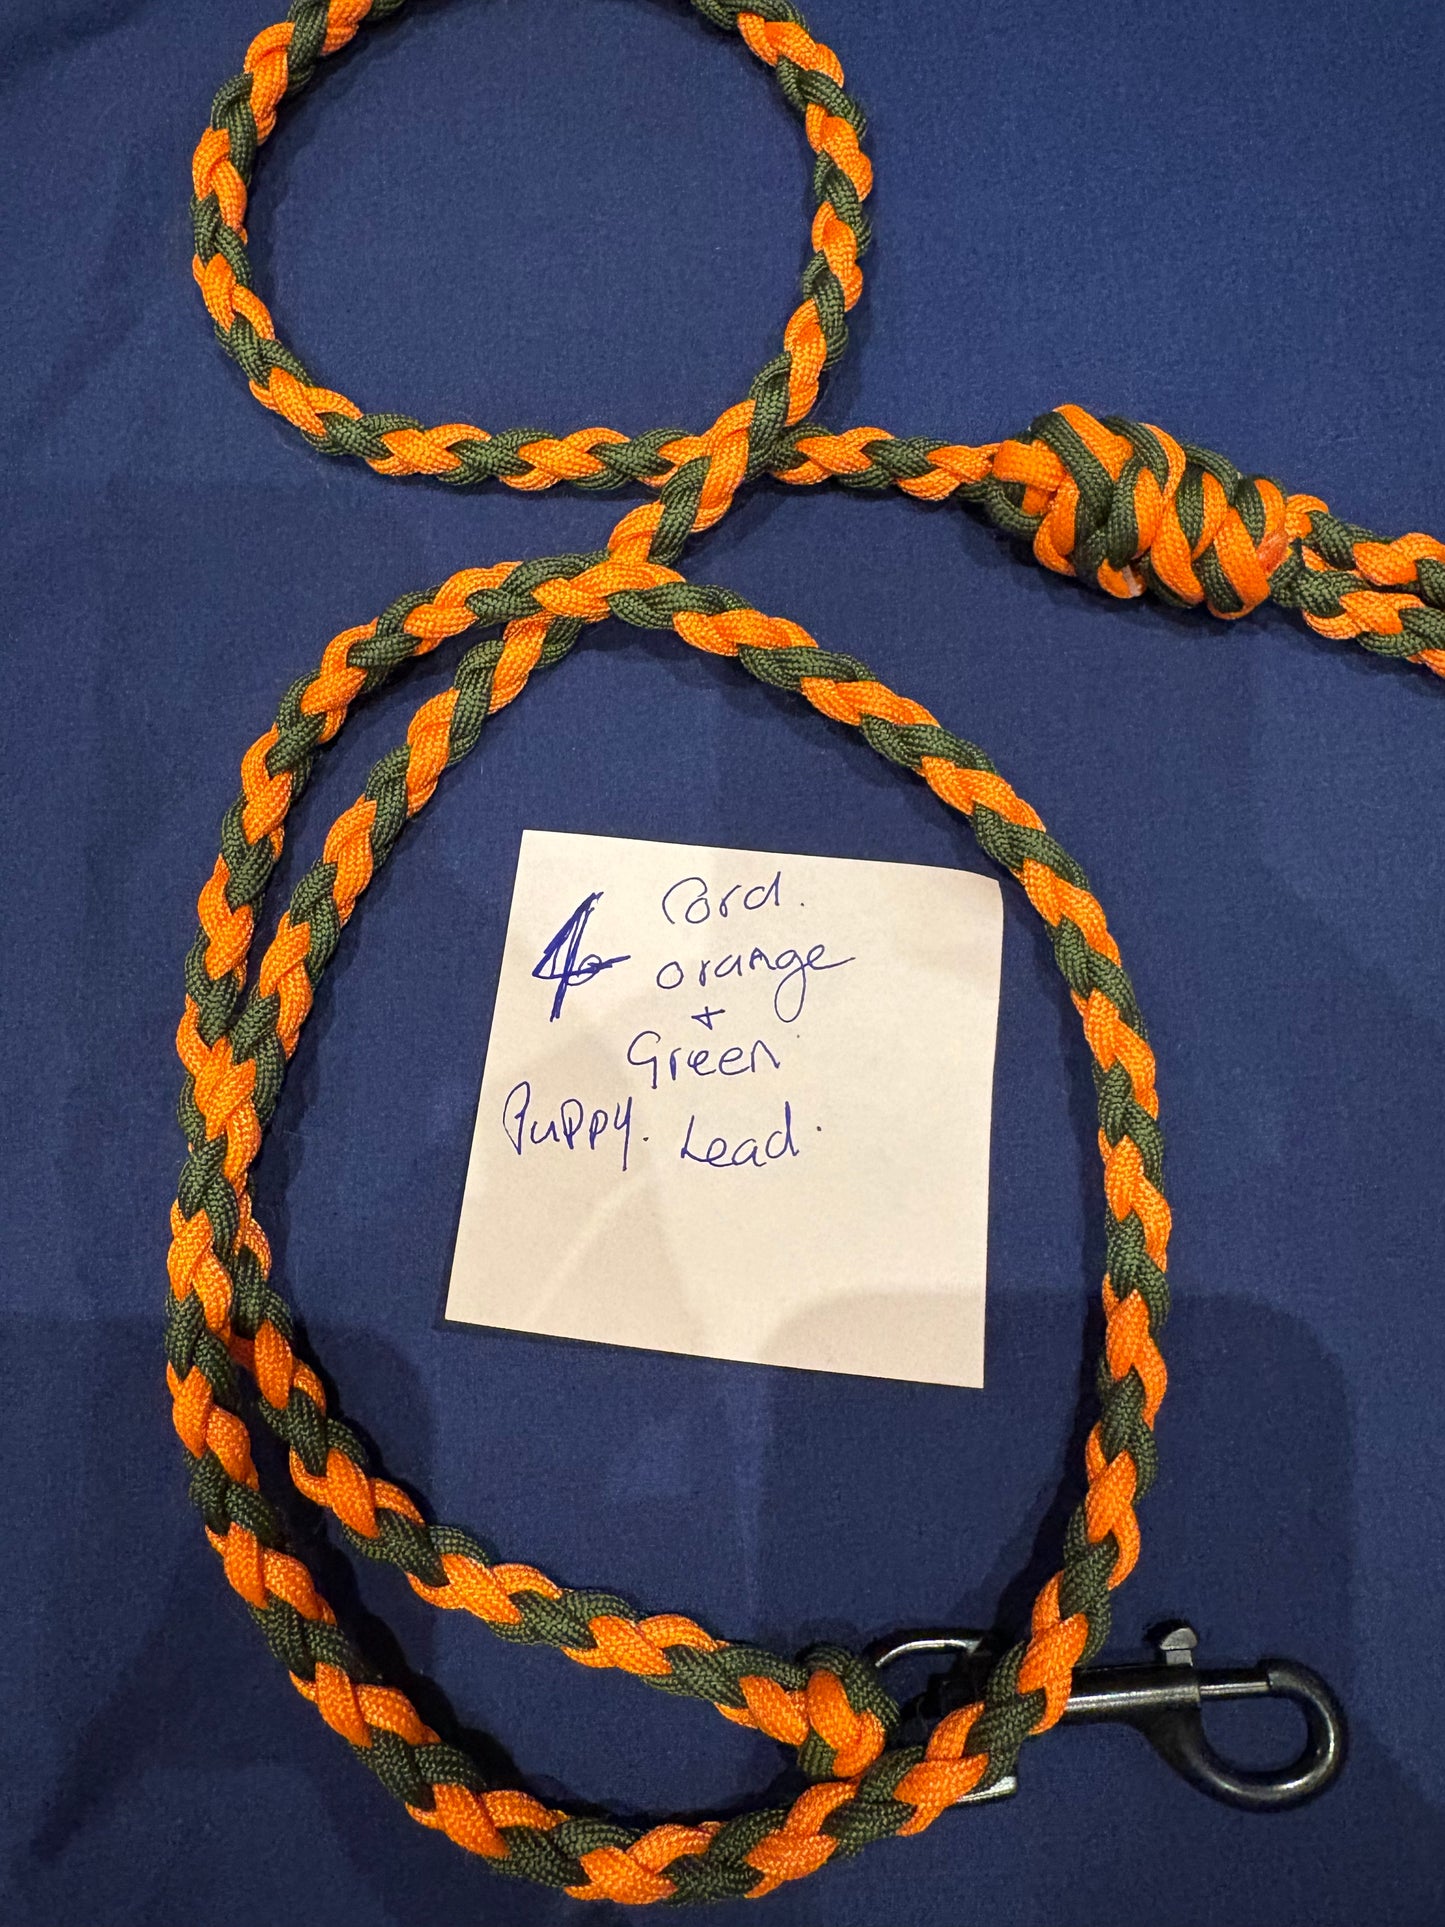 4 Cord.
orange
+
Green
Puppy. Lead.